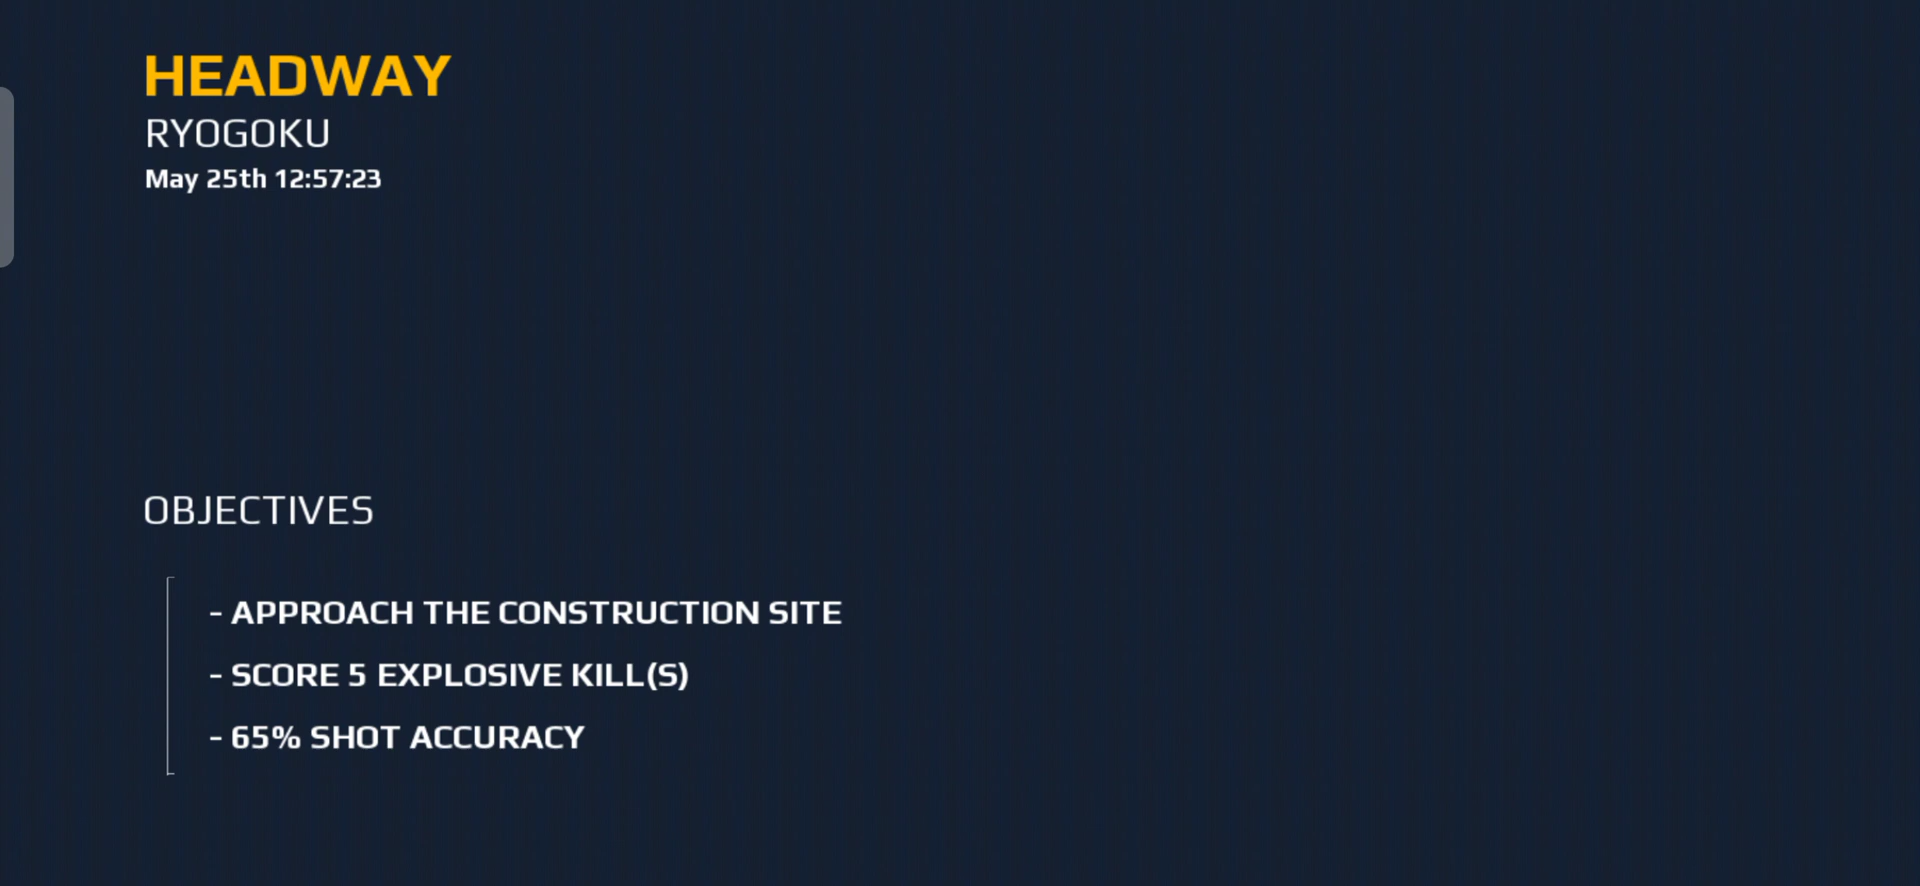 HEADWAY
RYOGOKU
May 25th 12:57:23
OBJECTIVES
- APPROACH THE CONSTRUCTION SITE
- SCORE 5 EXPLOSIVE KILL(S)
- 65% SHOT ACCURACY